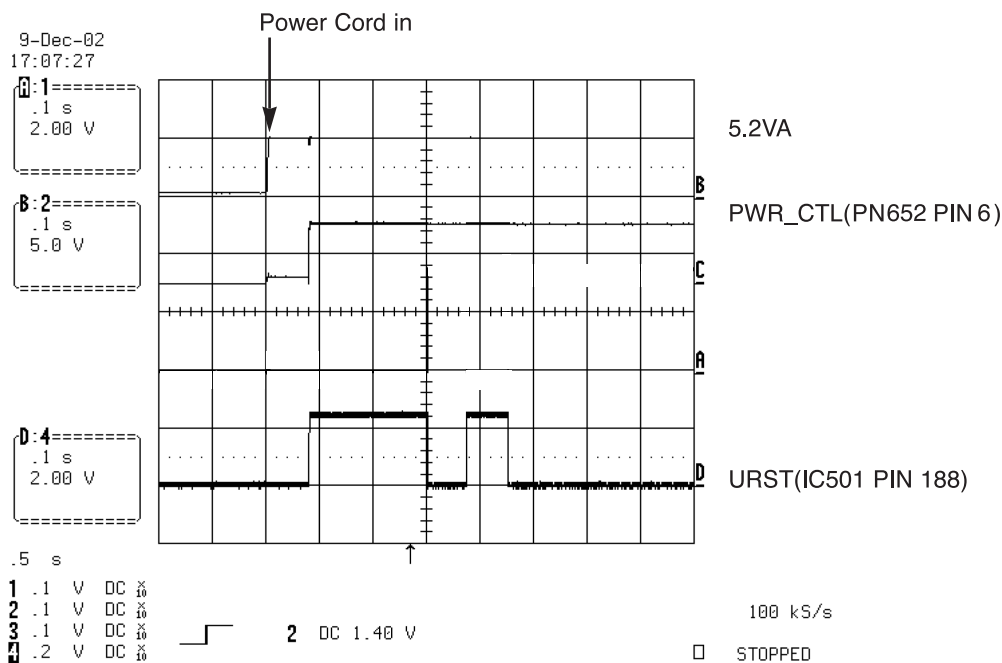 Power Cord in
9-Dec-02
17:07:27
A:1
.1 s
2.00 V
5.2VA
B
B:2
.1 s
5.0 V
PWR_CTL(PN652 PIN 6)
C
A
D:4
.1 s
2.00 V
D
URST(IC501 PIN 188)
.5 s
1 .1 V DC X10
2 .1 V DC X10
3 .1 V DC X10
4 .2 V DC X10
2 DC 1.40 V
100 kS/s
STOPPED